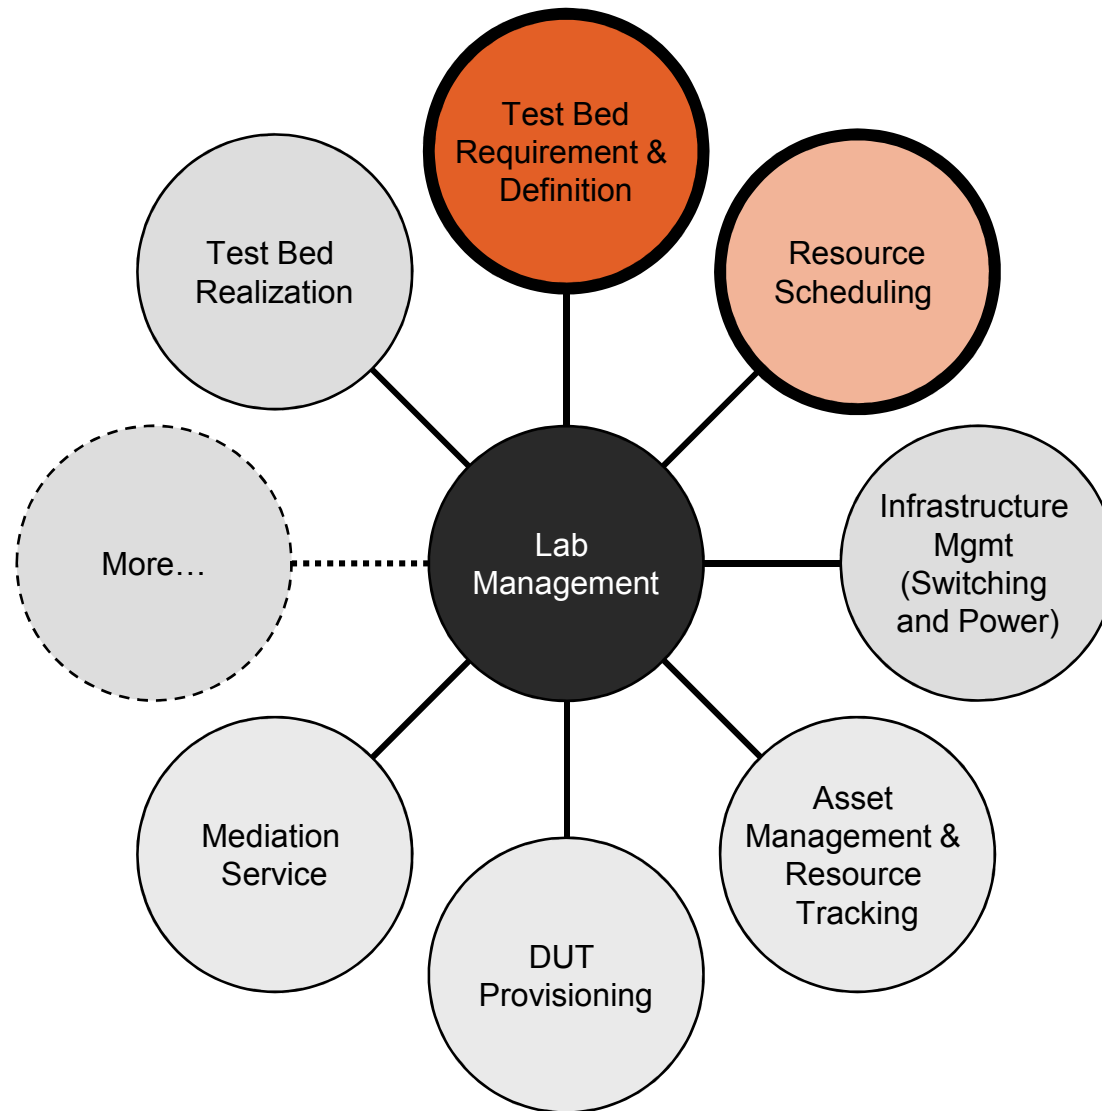 Test Bed
Requirement &
Definition
Resource
Scheduling
Test Bed
Realization
Infrastructure
Mgmt
(Switching
and Power)
Lab
Management
More…
Asset
Management &
Resource
Tracking
Mediation
Service
DUT
Provisioning